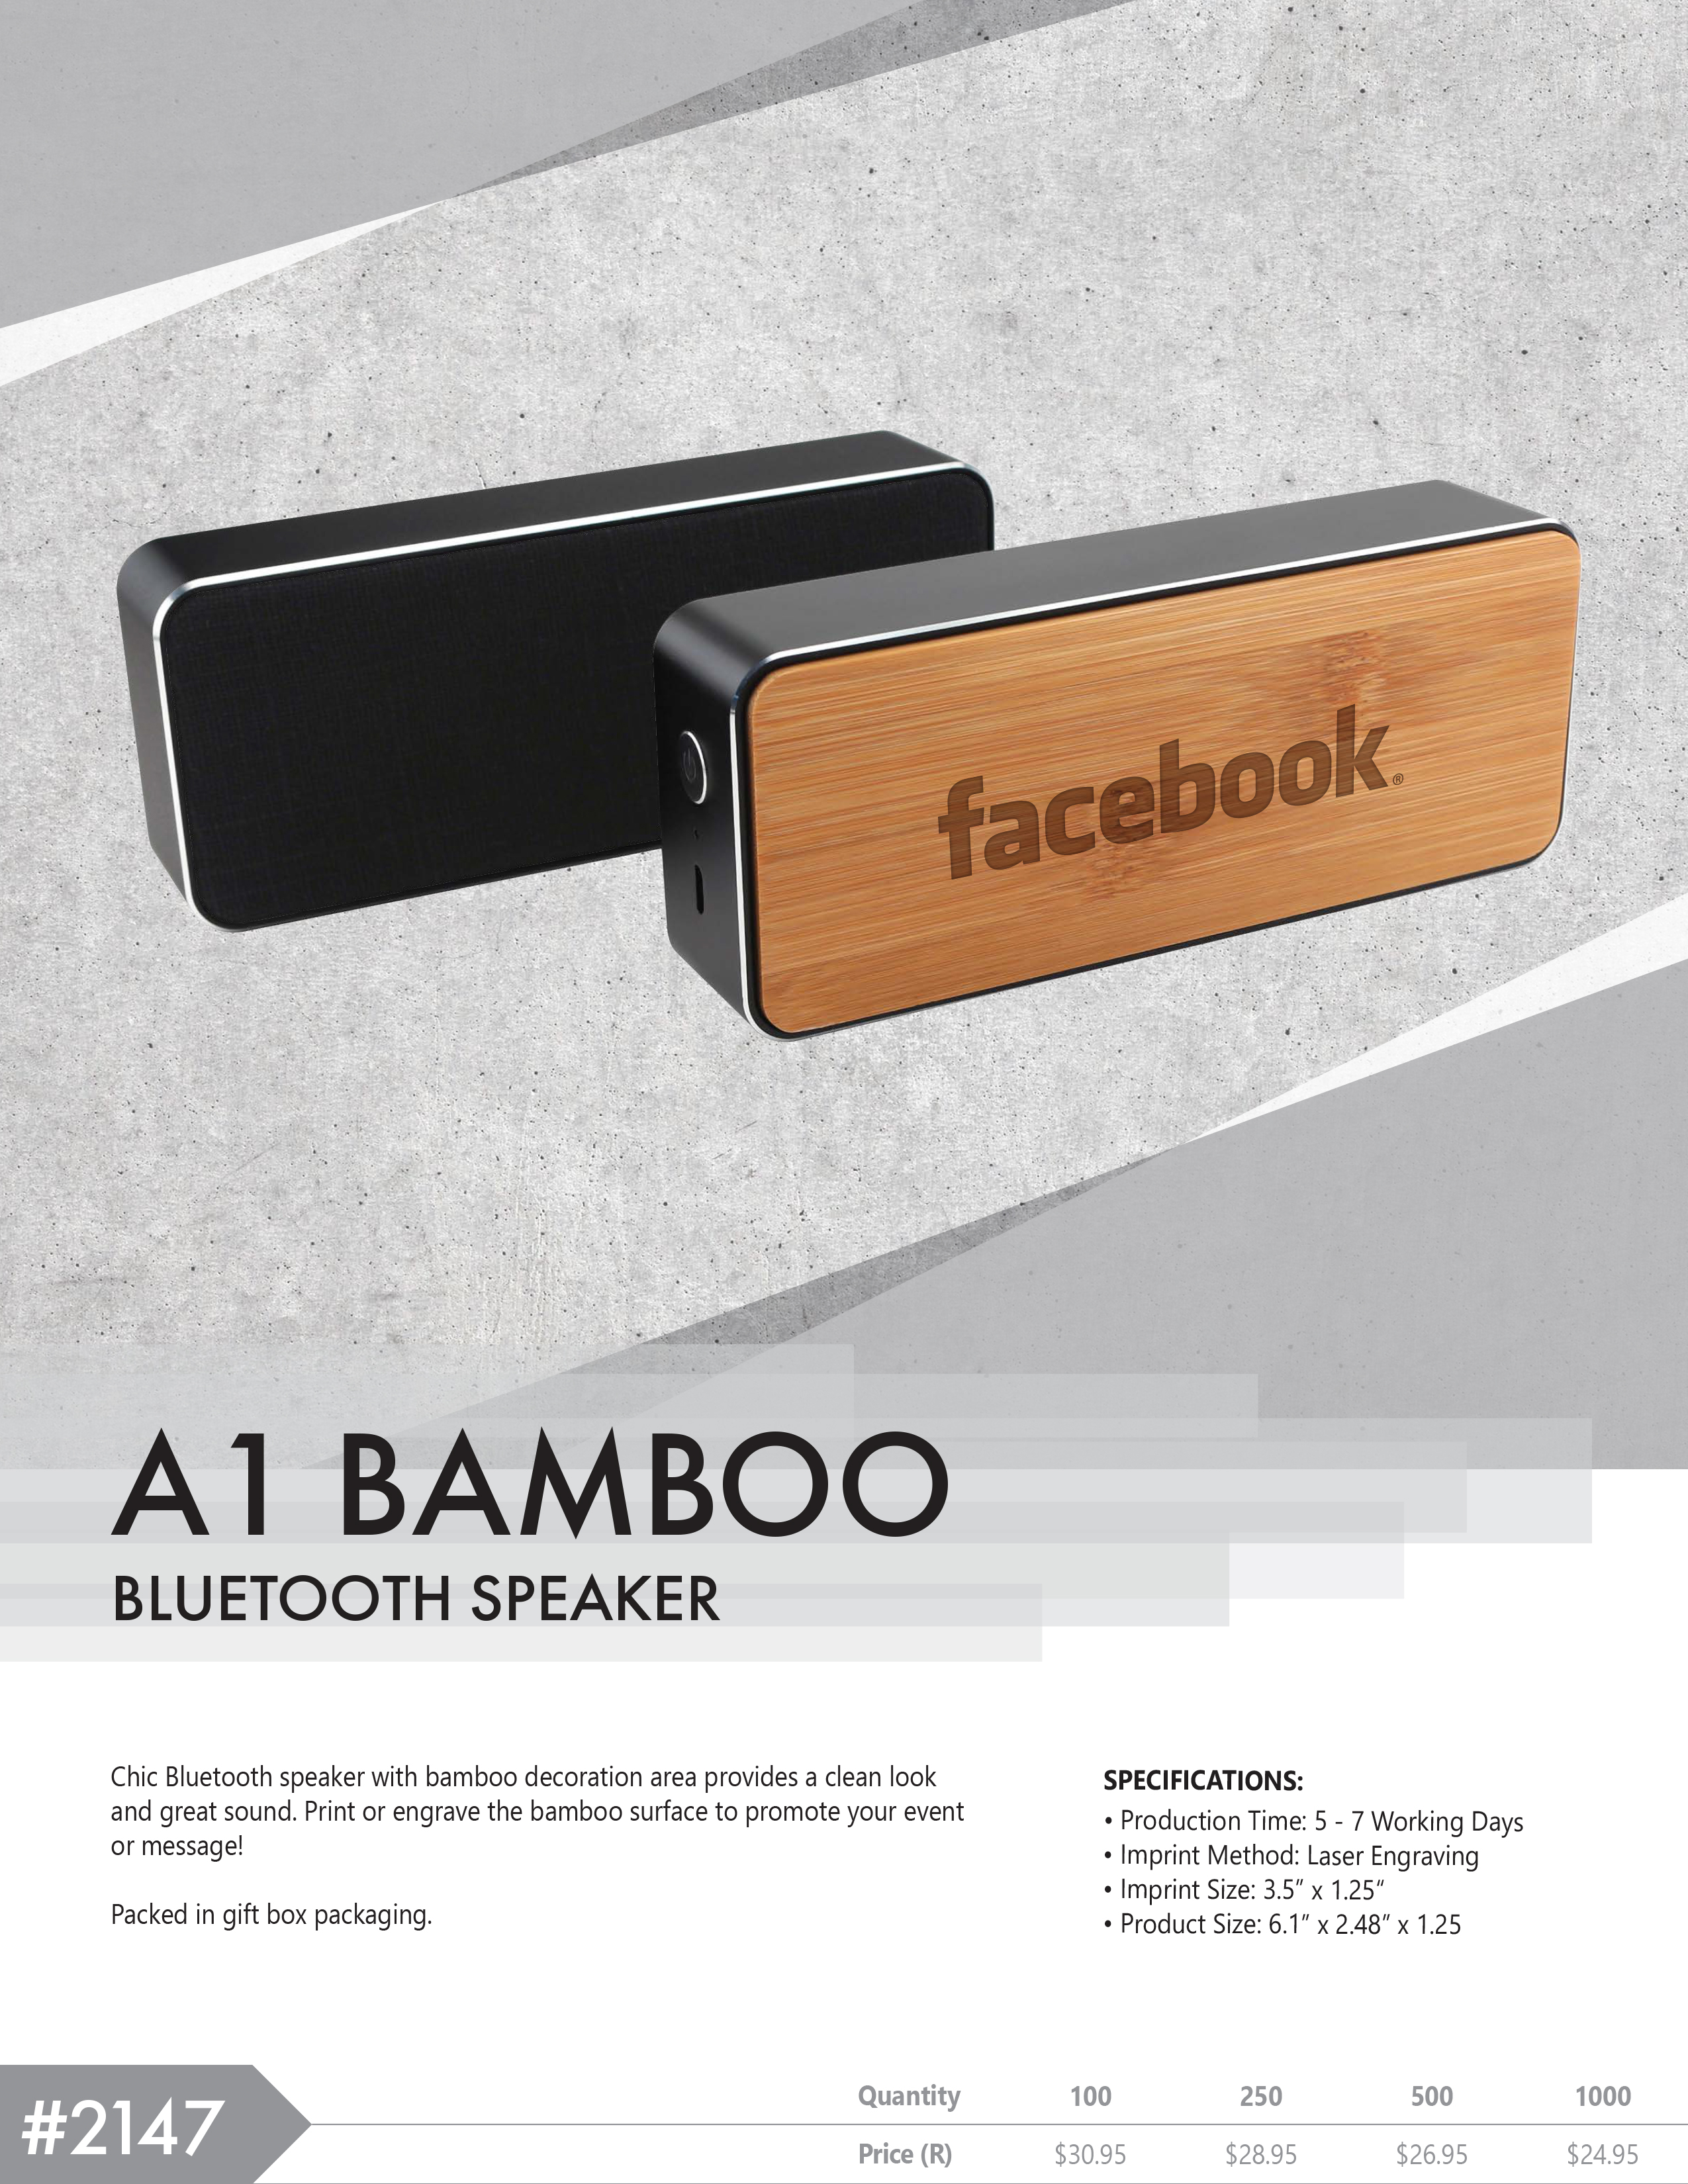 facebook®
A1 BAMBOO
BLUETOOTH SPEAKER
Chic Bluetooth speaker with bamboo decoration area provides a clean look
and great sound. Print or engrave the bamboo surface to promote your event
or message!
Packed in gift box packaging.
SPECIFICATIONS:
• Production Time: 5 - 7 Working Days
• Imprint Method: Laser Engraving
• Imprint Size: 3.5” x 1.25“
• Product Size: 6.1” x 2.48” x 1.25
#2147
Quantity 100 250 500 1000
Price (R) $30.95 $28.95 $26.95 $24.95